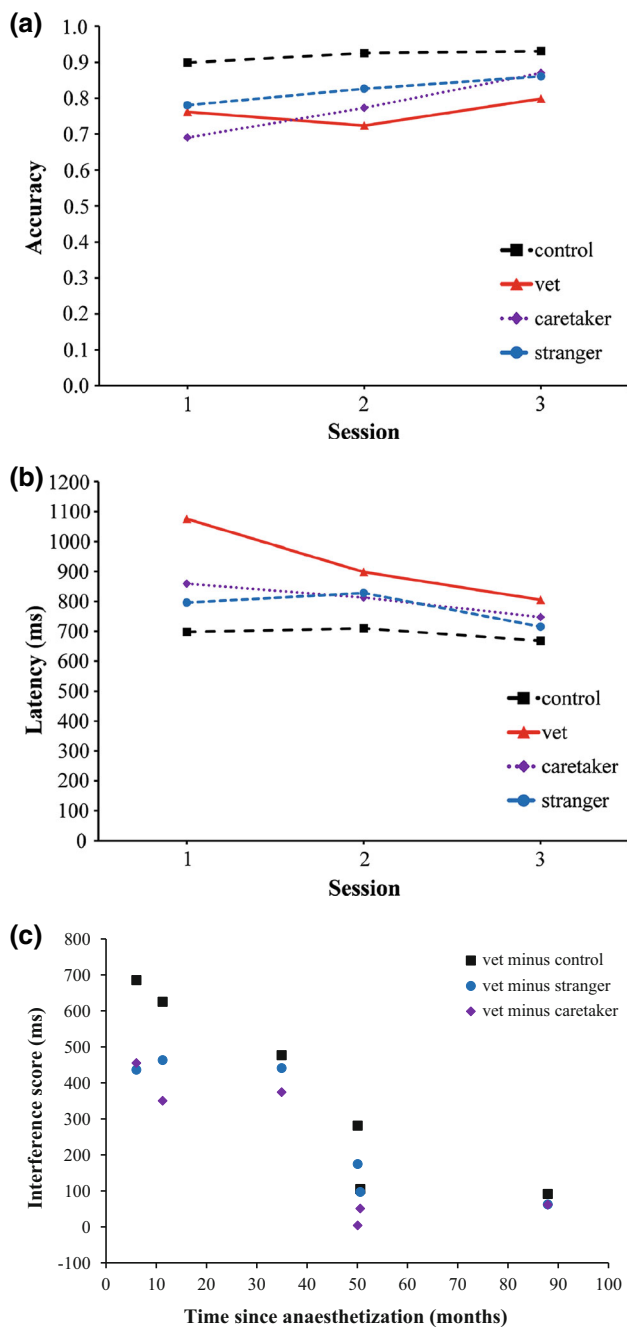 (a)
1.0
0.9
0.8
0.7
0.6
0.5
0.4
0.3
0.2
0.1
0.0
Accuracy
control
vet
caretaker
stranger
1 2 3
Session
(b)
1200
1100
1000
900
800
700
600
500
400
300
200
100
0
Latency (ms)
control
vet
caretaker
stranger
1 2 3
Session
(c)
800
700
600
500
400
300
200
100
0
-100
Interference score (ms)
vet minus control
vet minus stranger
vet minus caretaker
0 10 20 30 40 50 60 70 80 90 100
Time since anaesthetization (months)